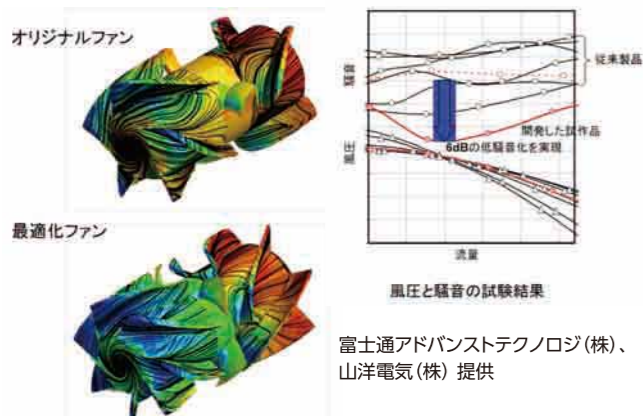 オリジナルファン
最適化ファン
騒音
風圧
従来製品
開発した試作品
6dBの低騒音化を実現
流量
風圧と騒音の試験結果
富士通アドバンストテクノロジ(株)、
山洋電気(株) 提供